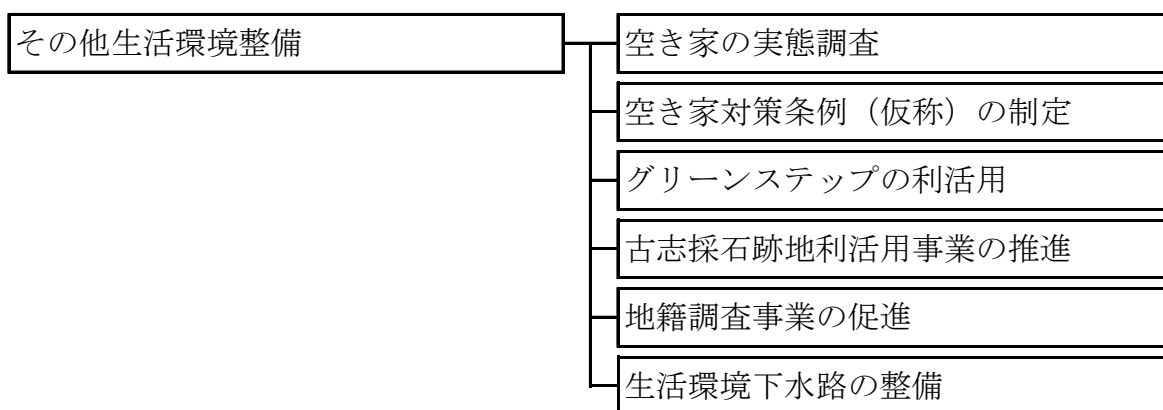 その他生活環境整備
空き家の実態調査
空き家対策条例（仮称）の制定
グリーンステップの利活用
古志採石跡地利活用事業の推進
地籍調査事業の促進
生活環境下水路の整備